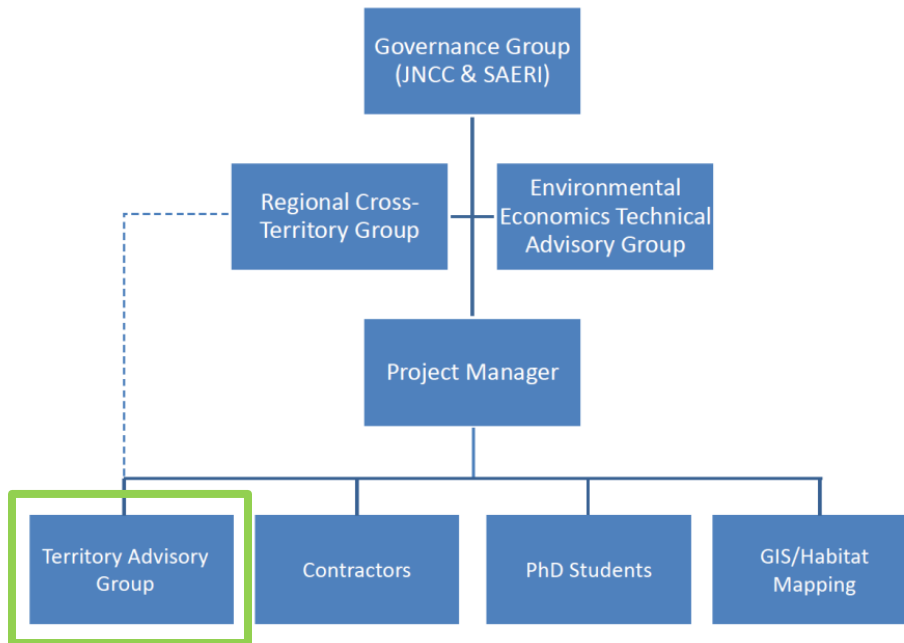 Governance Group
(JNCC & SAERI)
Regional Cross-
Territory Group
Environmental
Economics Technical
Advisory Group
Project Manager
Territory Advisory
Group
Contractors
PhD Students
GIS/Habitat
Mapping